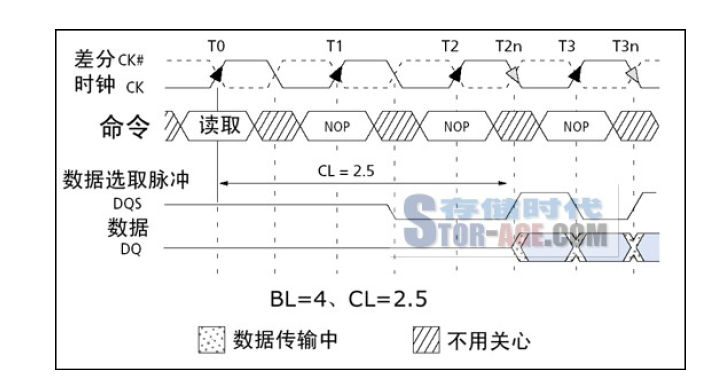 T0 T1 T2 T2n T3 T3n
差分CK#
时钟 CK
命令 读取 NOP NOP NOP
CL = 2.5
数据选取脉冲
DQS
存储时代
STOR-AGE.COM
数据
DQ
BL=4、CL=2.5
数据传输中 不用关心